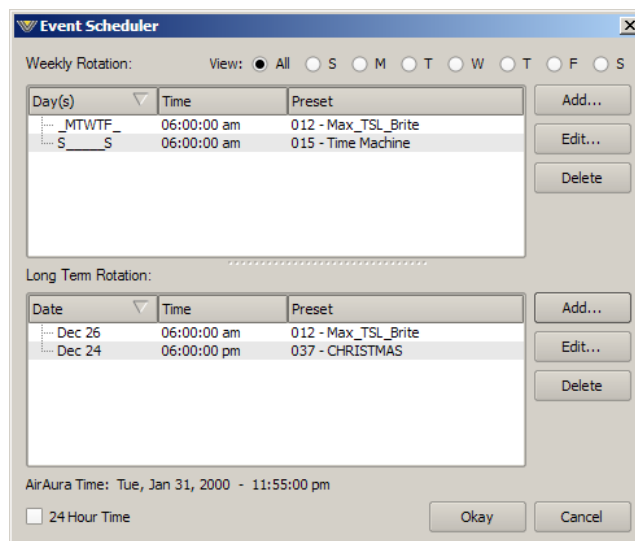 Event Scheduler
Weekly Rotation: View: All S M T W T F S
Day(s) Time Preset
_MTWTF_ 06:00:00 am 012 - Max_TSL_Brite
S_____S 06:00:00 am 015 - Time Machine
Add...
Edit...
Delete
Long Term Rotation:
Date Time Preset
Dec 26 06:00:00 am 012 - Max_TSL_Brite
Dec 24 06:00:00 pm 037 - CHRISTMAS
Add...
Edit...
Delete
AirAura Time: Tue, Jan 31, 2000 - 11:55:00 pm
24 Hour Time
Okay Cancel